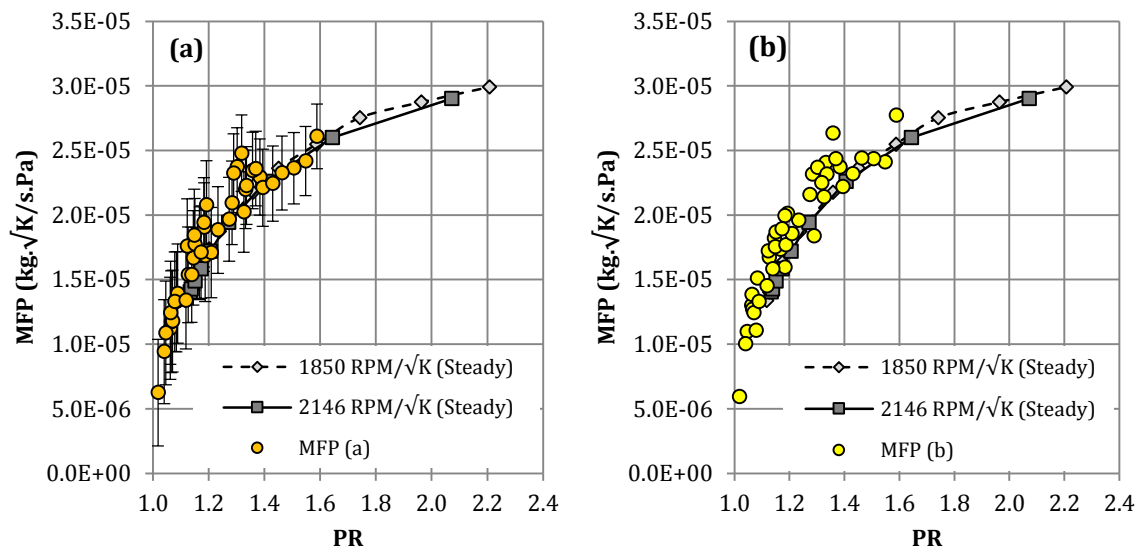 (a)
MFP (kg.√K/s.Pa)
3.5E-05
3.0E-05
2.5E-05
2.0E-05
1.5E-05
1.0E-05
5.0E-06
0.0E+00
1850 RPM/√K (Steady)
2146 RPM/√K (Steady)
MFP (a)
1.0 1.2 1.4 1.6 1.8 2.0 2.2 2.4
PR
(b)
MFP (kg.√K/s.Pa)
3.5E-05
3.0E-05
2.5E-05
2.0E-05
1.5E-05
1.0E-05
5.0E-06
0.0E+00
1850 RPM/√K (Steady)
2146 RPM/√K (Steady)
MFP (b)
1.0 1.2 1.4 1.6 1.8 2.0 2.2 2.4
PR